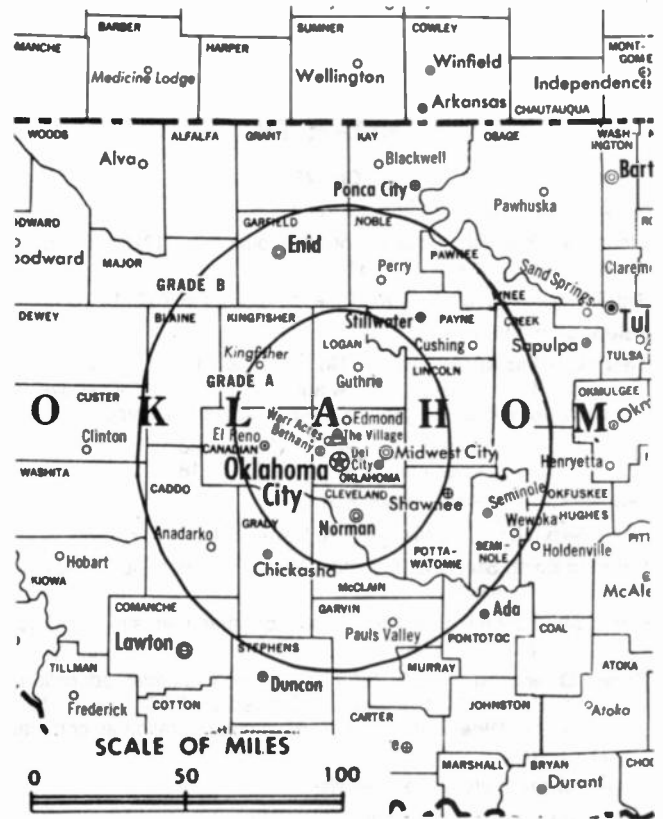 BARBER
SUMNER
COWLEY
HARPER
MONT-
GOME
Medicine Lodge
Wellington
Winfield
Independence
Arkansas
CHAUTAUQUA
WOODS
ALFALFA
GRANT
KAY
OSAGE
WASH
INGTON
Alva
Blackwell
Bart
Ponca City
Pawhuska
GARFIELD
NOBLE
Enid
PAWNEE
MAJOR
Perry
Sand Springs
Clarem
GRADE B
DEWEY
BLAINE
KINGFISHER
Stillwater
PAYNE
CREEK
Tul
LOGAN
Cushing
Sapulpa
TULSA
Kingfisher
LINCOLN
GRADE A
Guthrie
OKMULGEE
CUSTER
O K L A H O M
Okm
Edmond
Warr Acres
The Village
Bethany
El Reno
CANADIAN
Clinton
Del
City
Midwest City
Henryetta
Oklahoma
City
OKLAHOMA
WASHITA
CADDO
CLEVELAND
Shawnee
Seminole
OKFUSKEE
HUGHES
Norman
GRADY
Wewoka
Anadarko
SEMI-
NOLE
Holdenville
PITT
Hobart
POTTA-
WATOMIE
KIOWA
Chickasha
McCLAIN
McAle
COMANCHE
GARVIN
Ada
Pauls Valley
PONTOTOC
COAL
Lawton
STEPHENS
MURRAY
ATOKA
TILLMAN
Duncan
Frederick
COTTON
CARTER
JOHNSTON
Atoka
SCALE OF MILES
MARSHALL
BRYAN
0 50 100
Durant